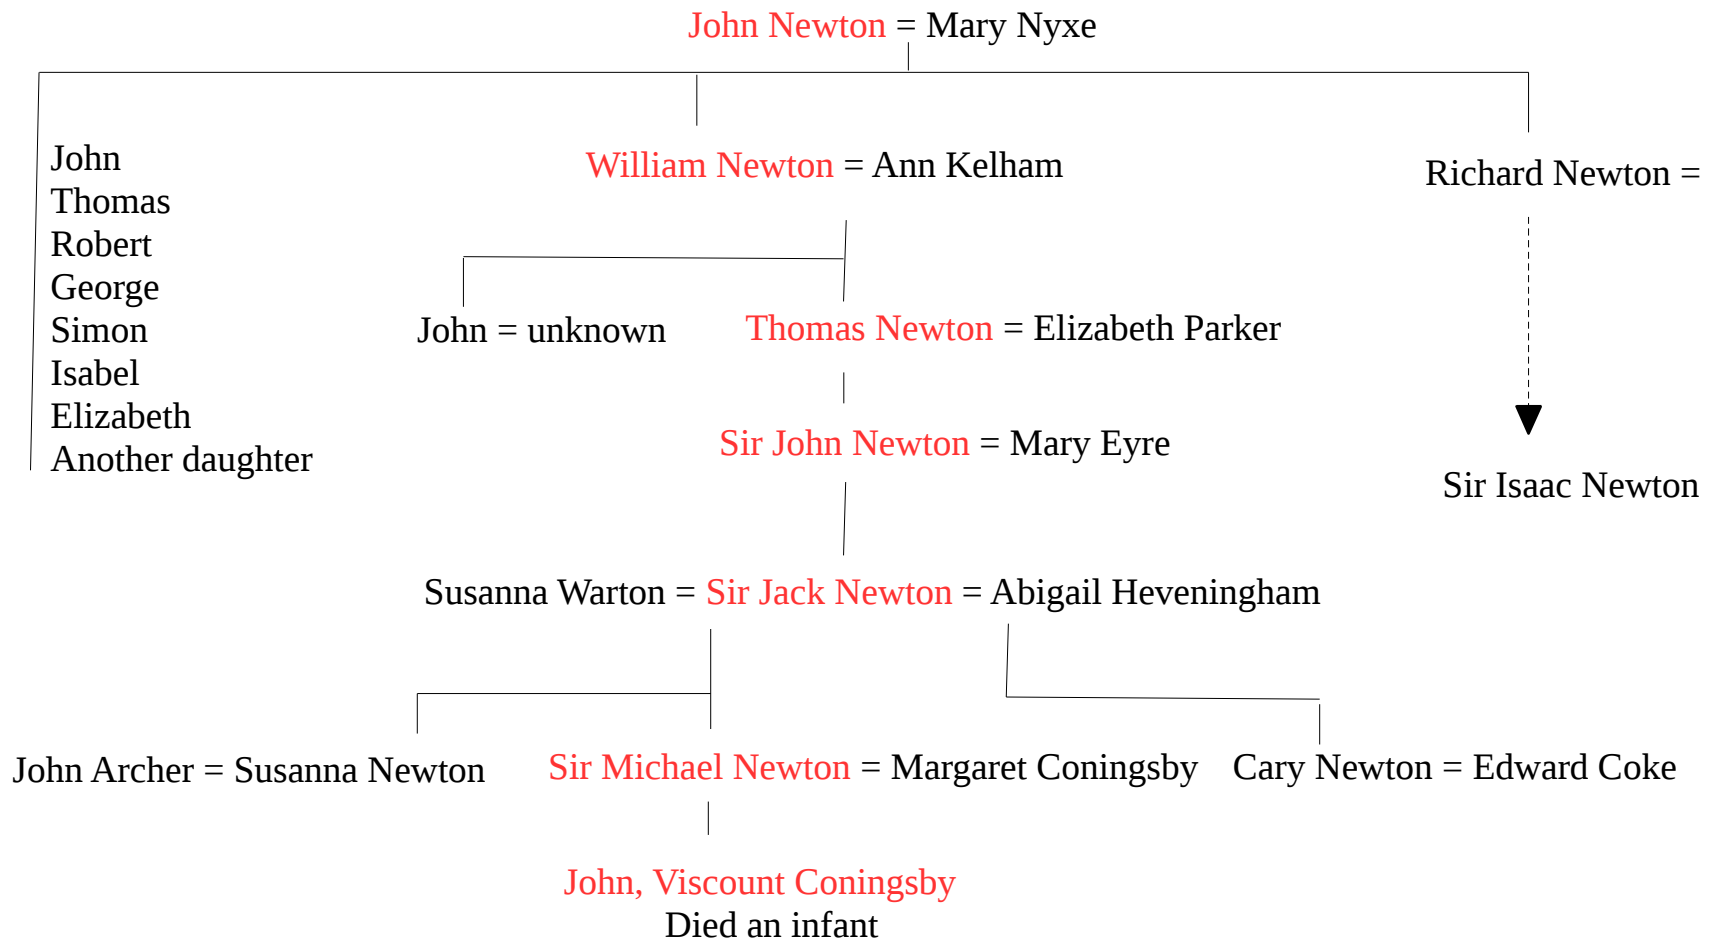 John Newton = Mary Nyxe
John
Thomas
Robert
George
Simon
Isabel
Elizabeth
Another daughter
William Newton = Ann Kelham
Richard Newton =
John = unknown
Thomas Newton = Elizabeth Parker
Sir John Newton = Mary Eyre
Sir Isaac Newton
Susanna Warton = Sir Jack Newton = Abigail Heveningham
John Archer = Susanna Newton
Sir Michael Newton = Margaret Coningsby
Cary Newton = Edward Coke
John, Viscount Coningsby
Died an infant